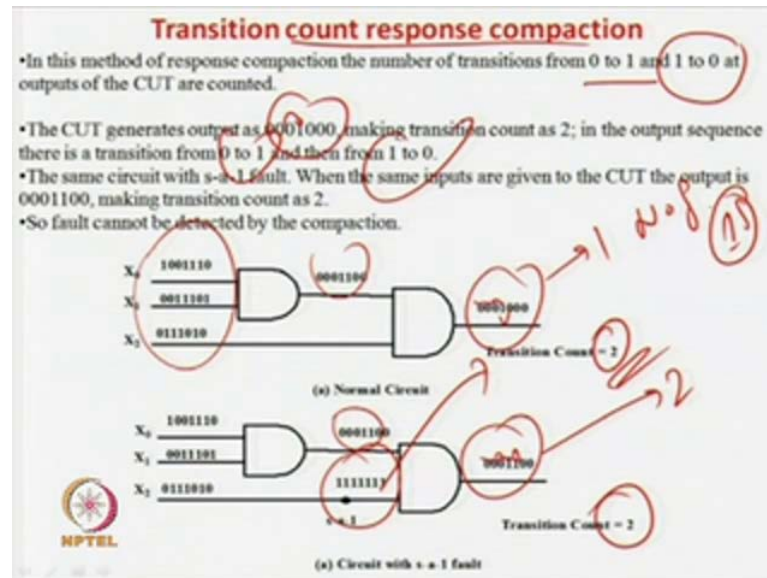 Transition count response compaction
•In this method of response compaction the number of transitions from 0 to 1 and 1 to 0 at
outputs of the CUT are counted.
•The CUT generates output as 0001000, making transition count as 2; in the output sequence
there is a transition from 0 to 1 and then from 1 to 0.
•The same circuit with s-a-1 fault. When the same inputs are given to the CUT the output is
0001100, making transition count as 2.
•So fault cannot be detected by the compaction.
1 No of 1s
X₀ 1001110
0001100
X₁ 0011101
0001000
X₂ 0111010
Transition Count = 2
(a) Normal Circuit
2
1001110
X₀
0001100
X₁ 0011101
0001100
1111111
X₂ 0111010
s-a-1
Transition Count = 2
NPTEL
(a) Circuit with s-a-1 fault